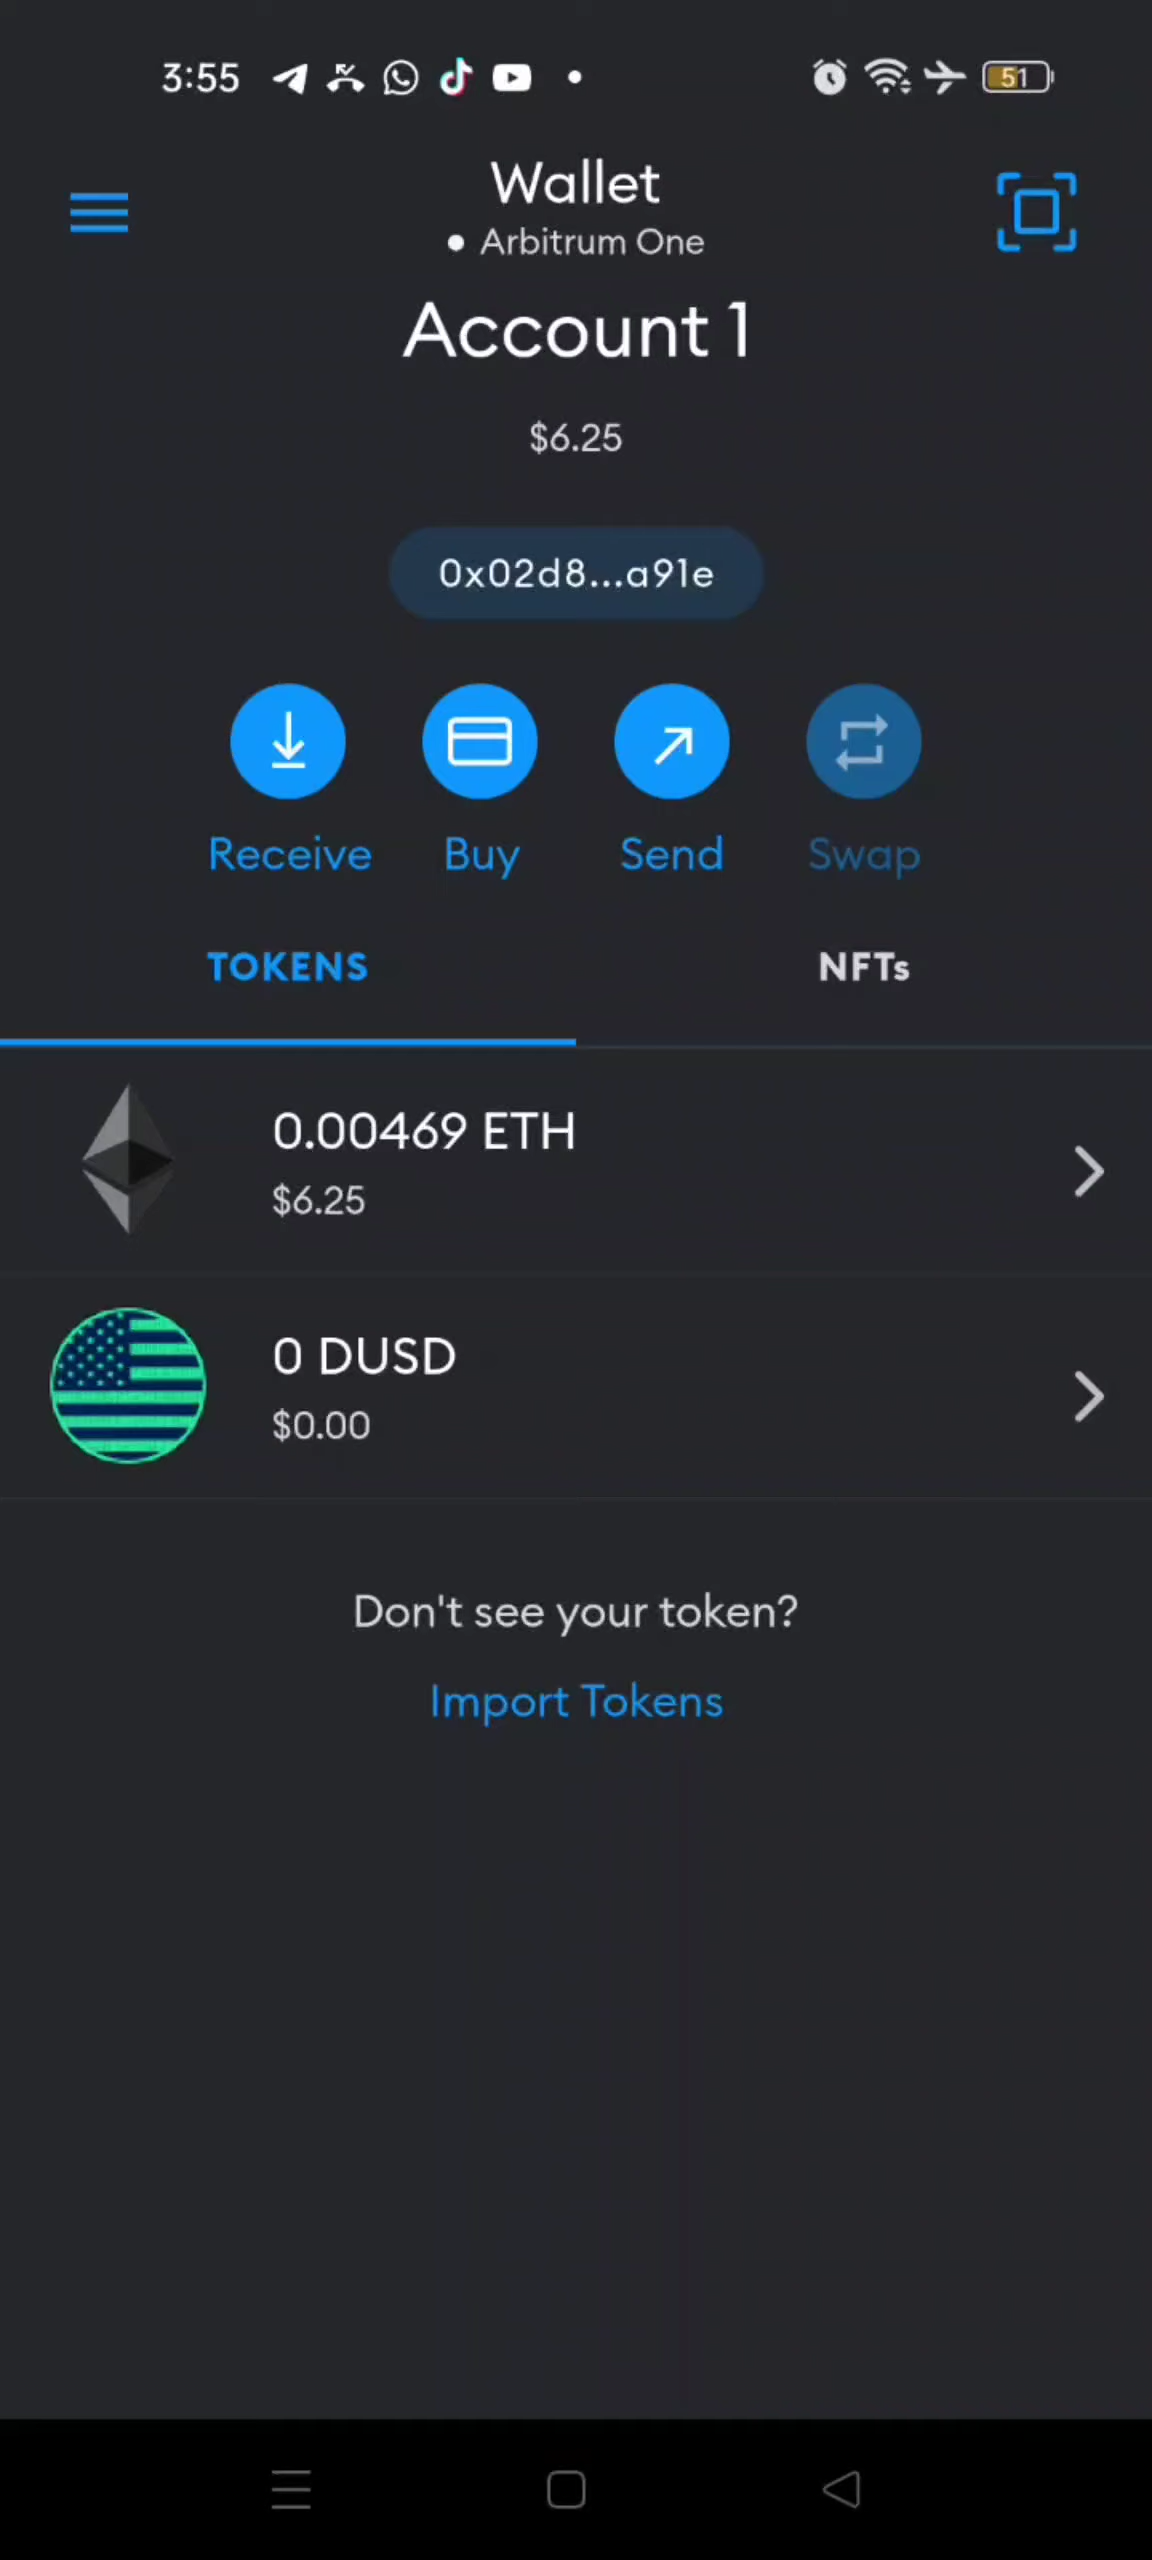 3:55
51
Wallet
Arbitrum One
Account 1
$6.25
0x02d8...a91e
Receive Buy Send Swap
TOKENS NFTs
0.00469 ETH
$6.25
0 DUSD
$0.00
Don't see your token?
Import Tokens